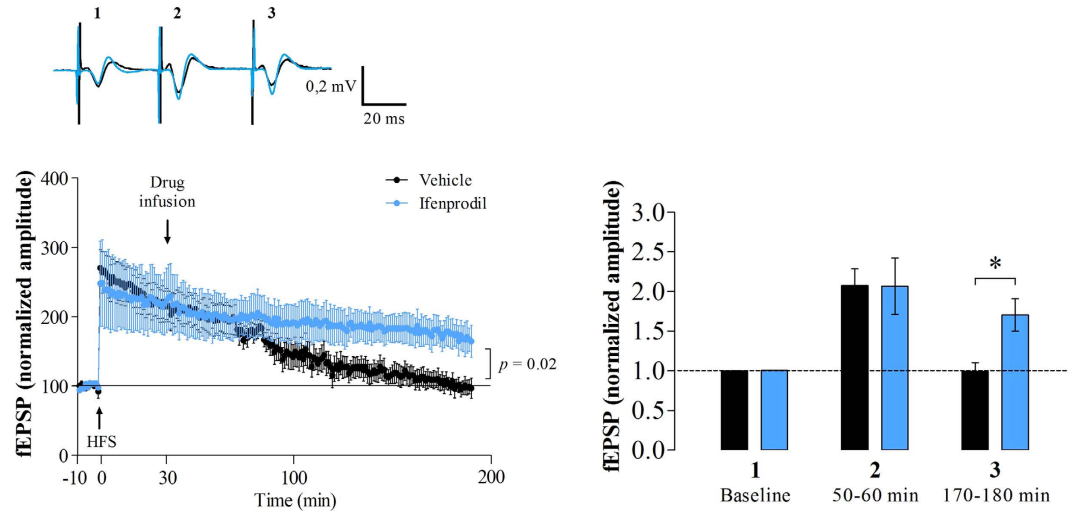 1 2 3
0,2 mV
20 ms
fEPSP (normalized amplitude)
400
300
200
100
0
Drug
infusion
Vehicle
Ifenprodil
p = 0.02
HFS
-10 0 30 100 200
Time (min)
fEPSP (normalized amplitude)
3.0
2.5
2.0
1.5
1.0
0.5
0.0
*
1 2 3
Baseline 50-60 min 170-180 min